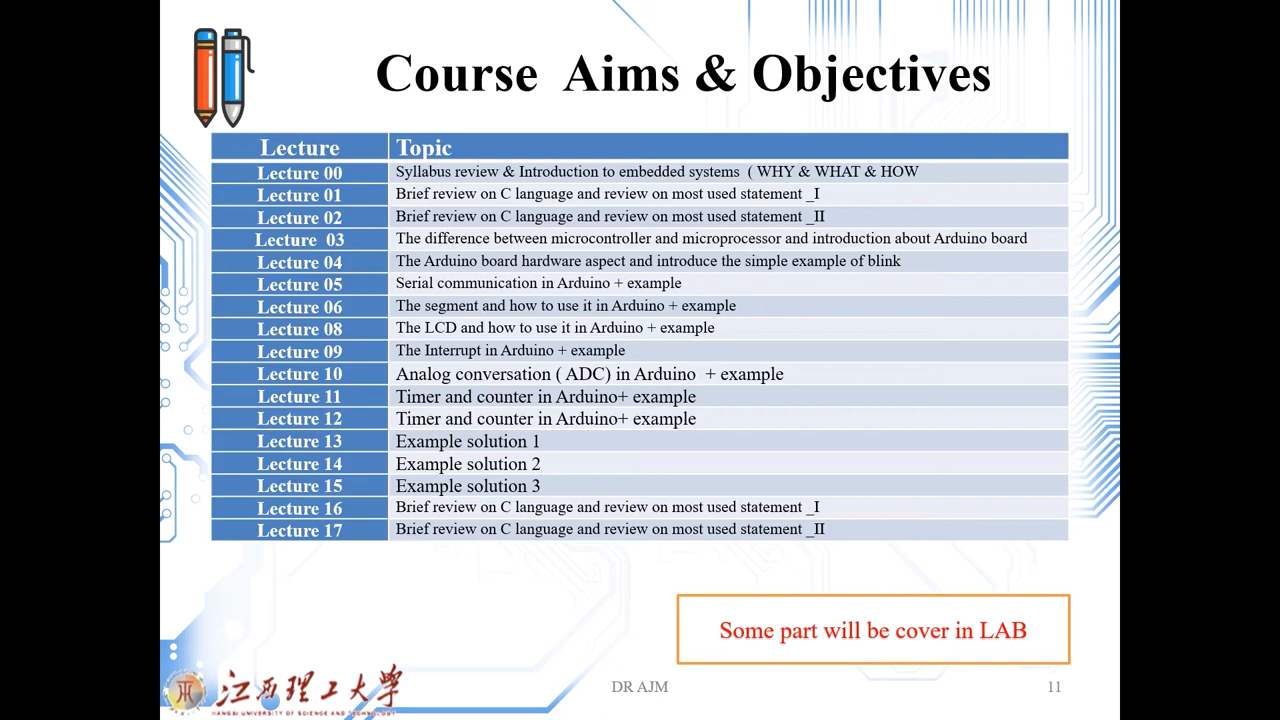 Course Aims & Objectives
Lecture Topic
Lecture 00 Syllabus review & Introduction to embedded systems ( WHY & WHAT & HOW
Lecture 01 Brief review on C language and review on most used statement _I
Lecture 02 Brief review on C language and review on most used statement _II
Lecture 03 The difference between microcontroller and microprocessor and introduction about Arduino board
Lecture 04 The Arduino board hardware aspect and introduce the simple example of blink
Lecture 05 Serial communication in Arduino + example
Lecture 06 The segment and how to use it in Arduino + example
Lecture 08 The LCD and how to use it in Arduino + example
Lecture 09 The Interrupt in Arduino + example
Lecture 10 Analog conversation ( ADC) in Arduino + example
Lecture 11 Timer and counter in Arduino+ example
Lecture 12 Timer and counter in Arduino+ example
Lecture 13 Example solution 1
Lecture 14 Example solution 2
Lecture 15 Example solution 3
Lecture 16 Brief review on C language and review on most used statement _I
Lecture 17 Brief review on C language and review on most used statement _II
Some part will be cover in LAB
江西理工大学
JIANGXI UNIVERSITY OF SCIENCE AND TECHNOLOGY
DR AJM
11